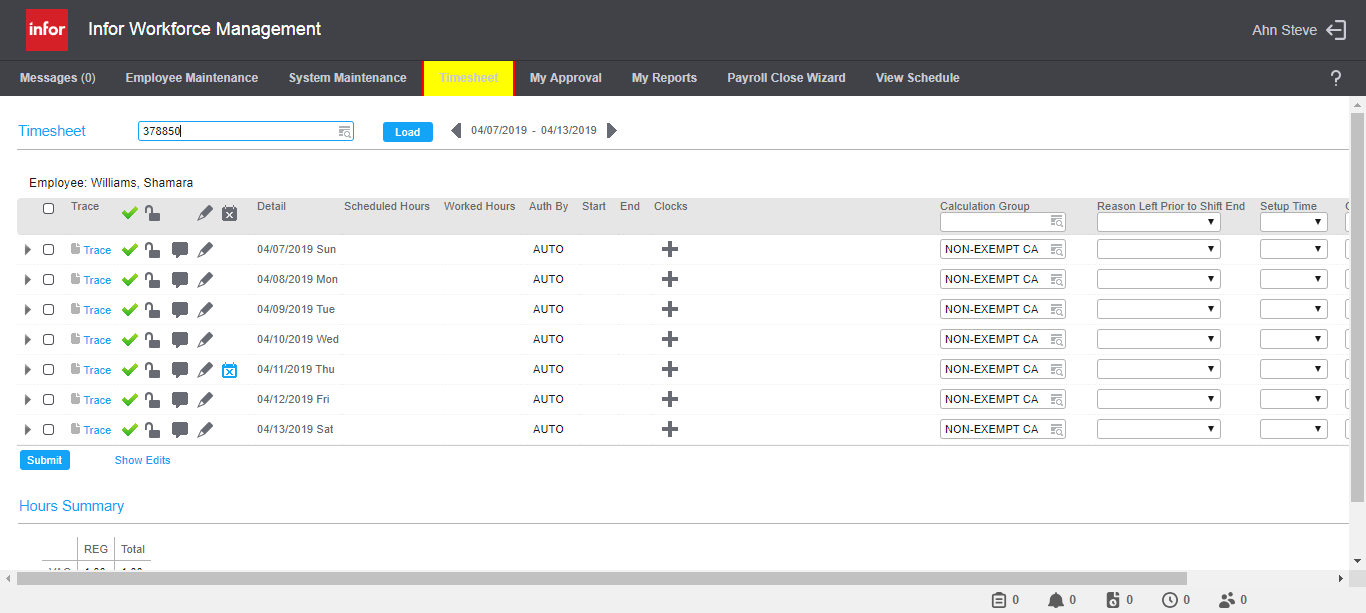 infor Infor Workforce Management Ahn Steve
Messages (0) Employee Maintenance System Maintenance Timesheet My Approval My Reports Payroll Close Wizard View Schedule ?
Timesheet 378850 Load 04/07/2019 - 04/13/2019
Employee: Williams, Shamara
Trace Detail Scheduled Hours Worked Hours Auth By Start End Clocks Calculation Group Reason Left Prior to Shift End Setup Time
Trace 04/07/2019 Sun AUTO NON-EXEMPT CA
Trace 04/08/2019 Mon AUTO NON-EXEMPT CA
Trace 04/09/2019 Tue AUTO NON-EXEMPT CA
Trace 04/10/2019 Wed AUTO NON-EXEMPT CA
Trace 04/11/2019 Thu AUTO NON-EXEMPT CA
Trace 04/12/2019 Fri AUTO NON-EXEMPT CA
Trace 04/13/2019 Sat AUTO NON-EXEMPT CA
Submit Show Edits
Hours Summary
REG Total
0 0 0 0 0